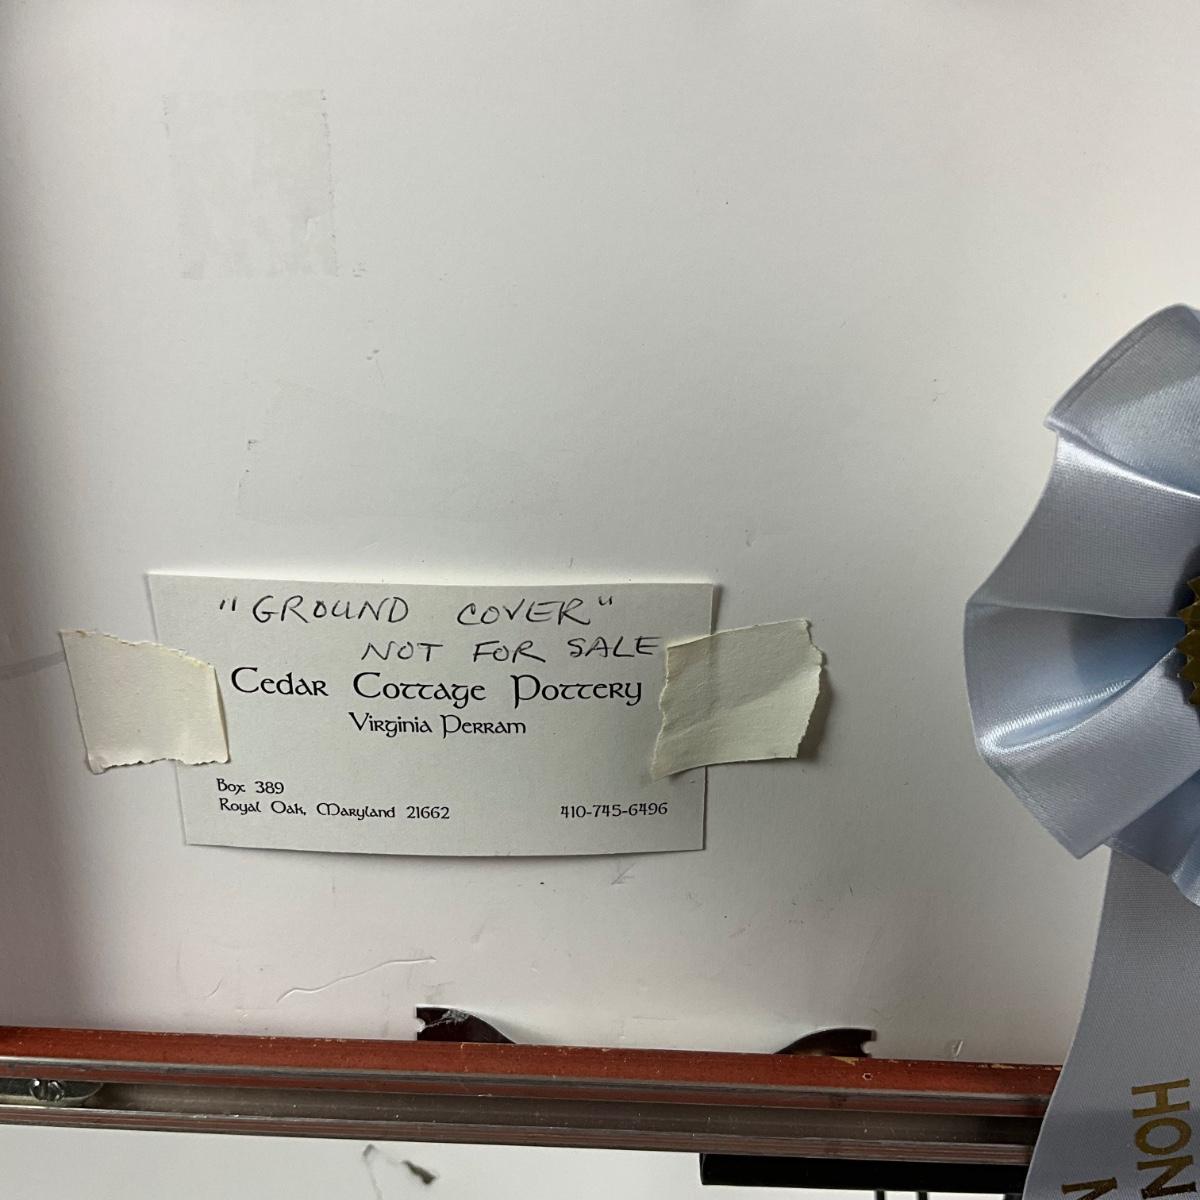 "GROUND COVER"
NOT FOR SALE
Cedar Cottage Pottery
Virginia Perram
Box 389
Royal Oak, Maryland 21662
410-745-6496
HON